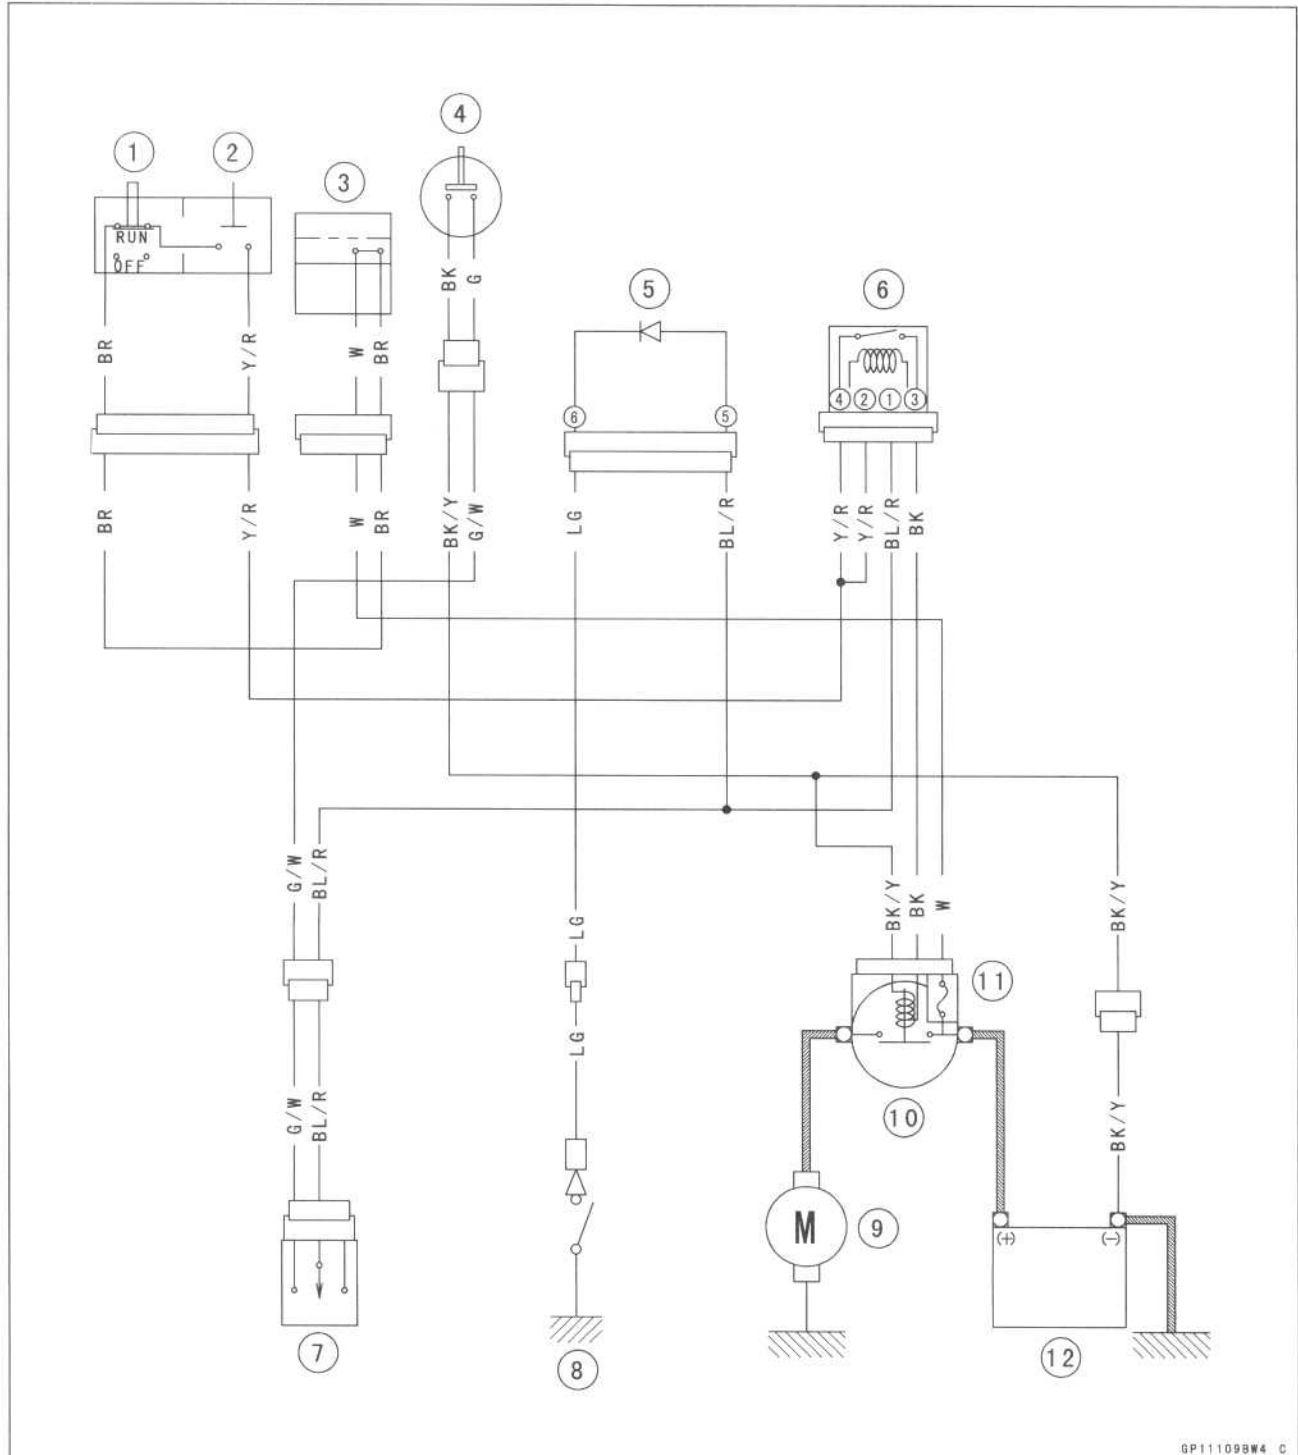 4
1 2
3
RUN
OFF
BK G
5 6
BR Y/R W BR
4 2 1 3
6 5
BR Y/R W BR BK/Y G/W LG BL/R Y/R Y/R BL/R BK
G/W BL/R LG BK/Y BK W BK/Y
11
LG
10
G/W BL/R BK/Y
M 9
(+) (-)
7 8 12
GP11109BW4 C